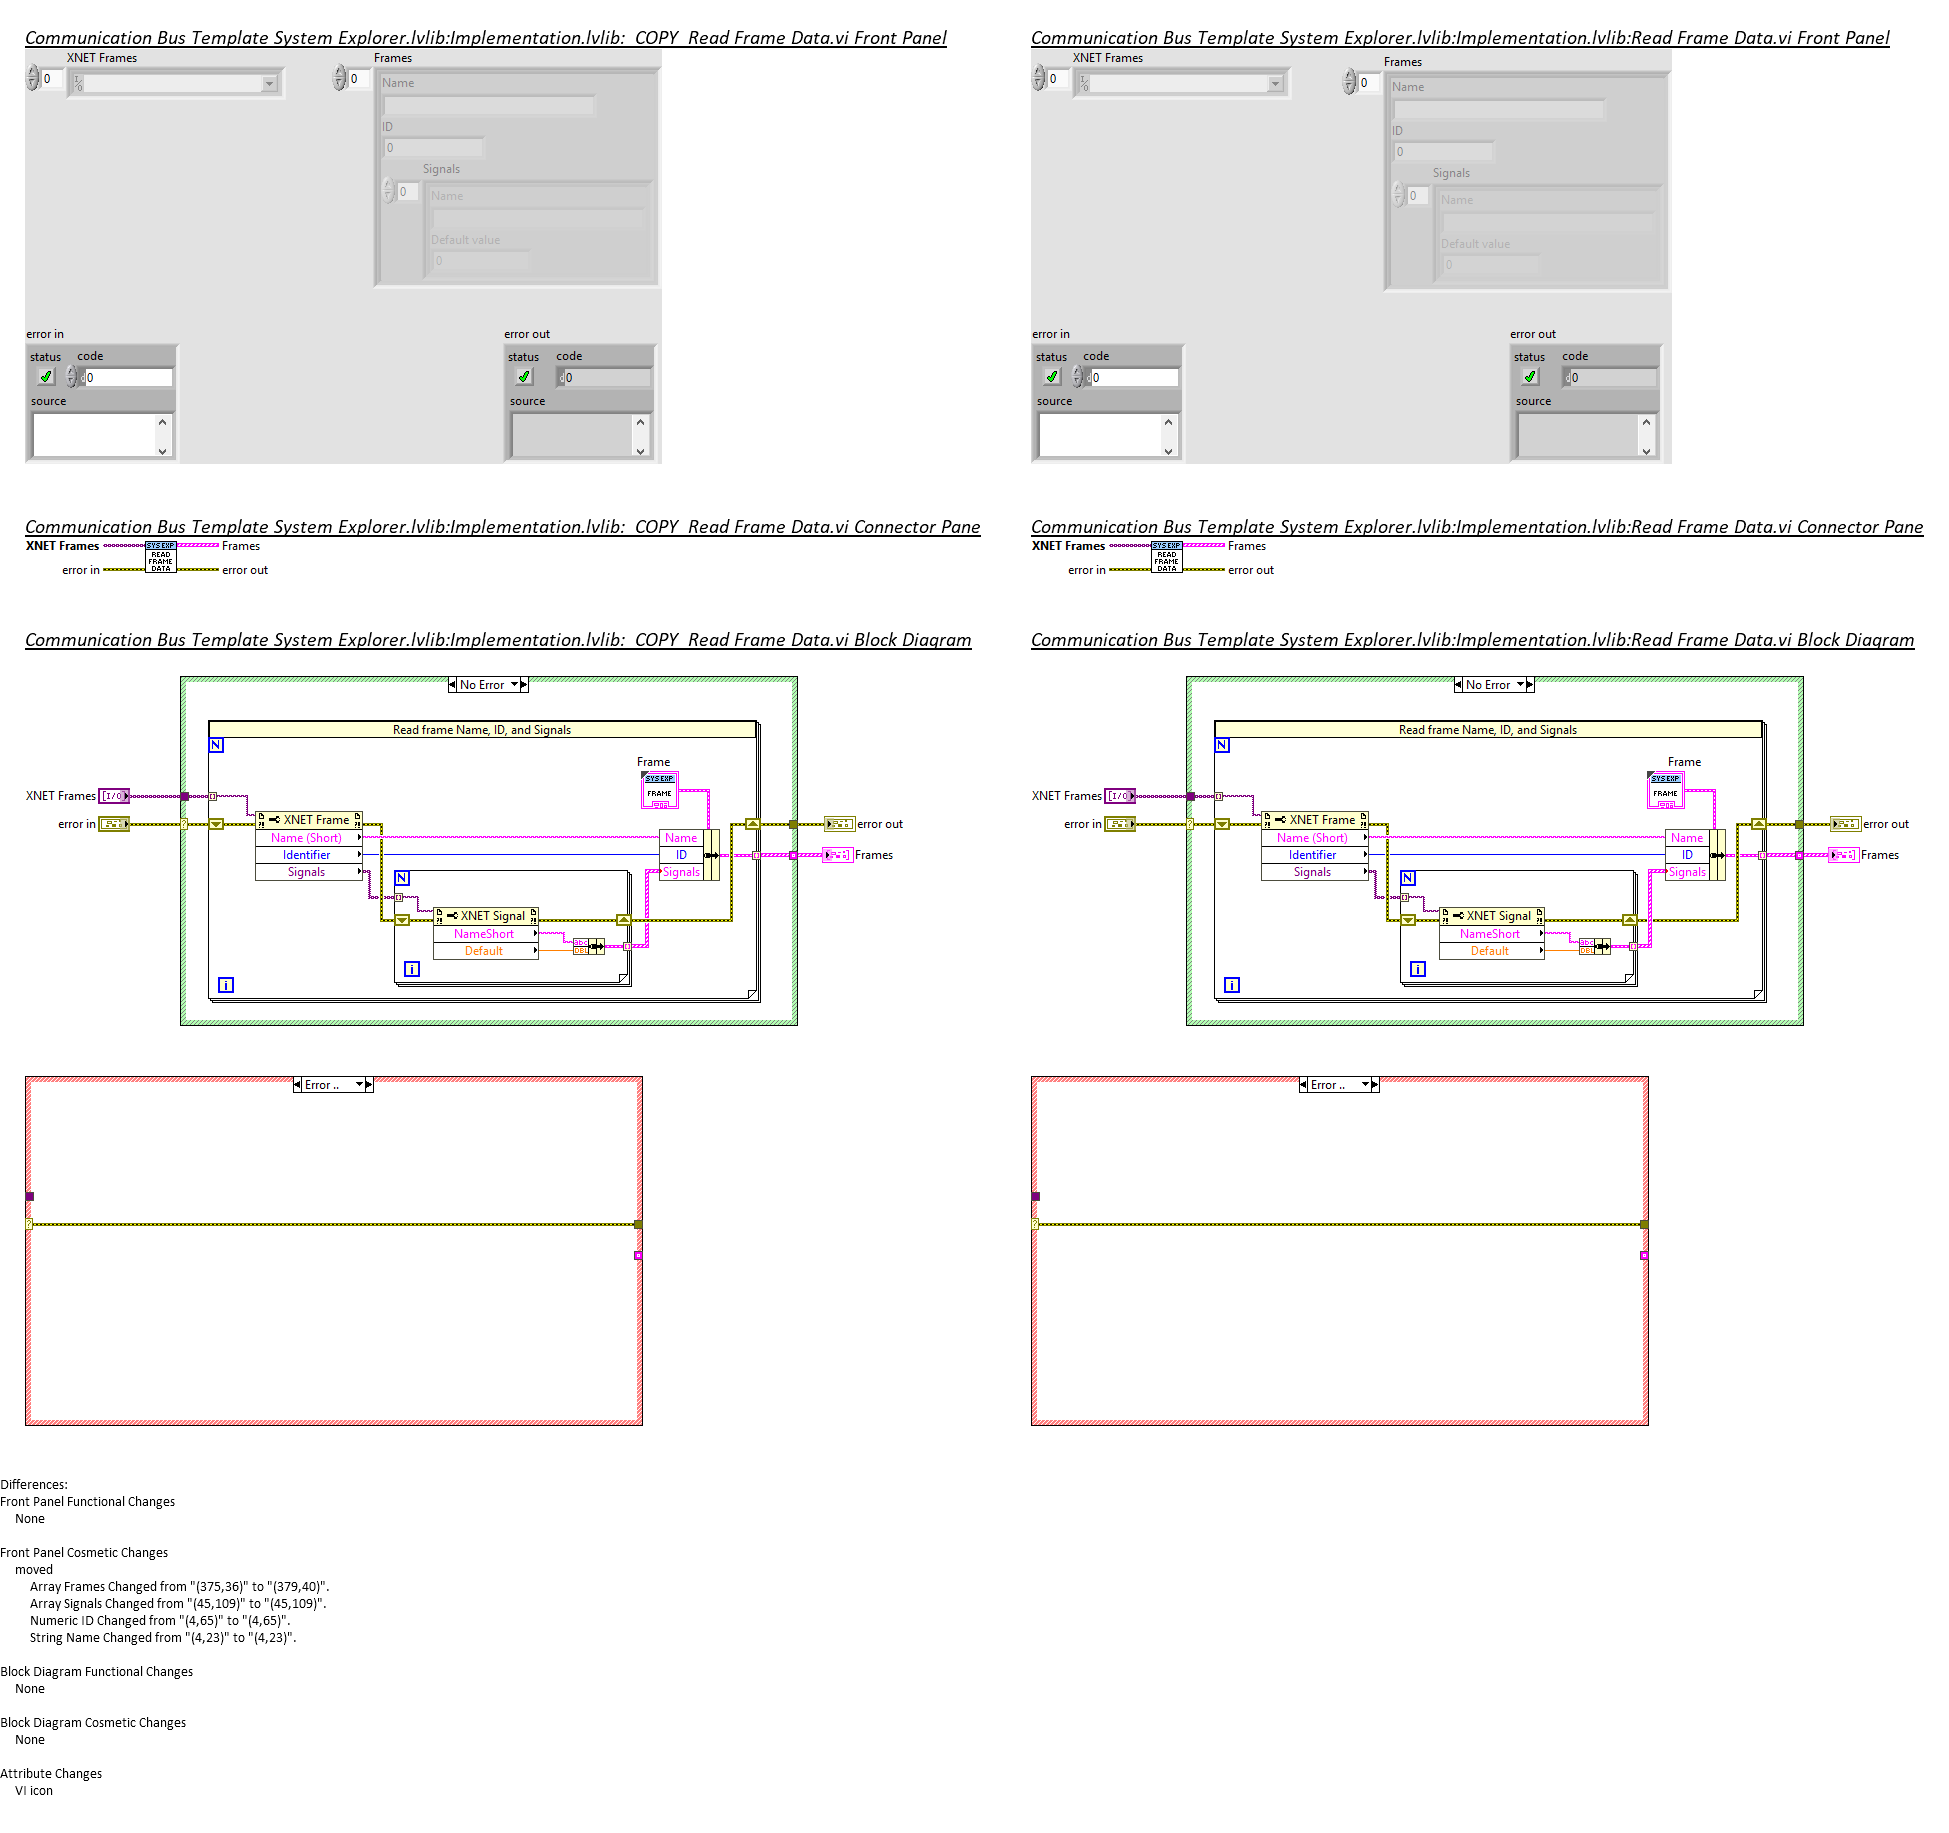 Communication Bus Template System Explorer.lvlib:Implementation.lvlib:_COPY_Read Frame Data.vi Front Panel
XNET Frames
0
Frames
0
Name
ID
0
Signals
0
Name
Default value
0
error in
status code
0
source
error out
status code
0
source
Communication Bus Template System Explorer.lvlib:Implementation.lvlib:Read Frame Data.vi Front Panel
XNET Frames
0
Frames
0
Name
ID
0
Signals
0
Name
Default value
0
error in
status code
0
source
error out
status code
0
source
Communication Bus Template System Explorer.lvlib:Implementation.lvlib:_COPY_Read Frame Data.vi Connector Pane
XNET Frames
error in
SYS EXP
READ
FRAME
DATA
Frames
error out
Communication Bus Template System Explorer.lvlib:Implementation.lvlib:Read Frame Data.vi Connector Pane
XNET Frames
error in
SYS EXP
READ
FRAME
DATA
Frames
error out
Communication Bus Template System Explorer.lvlib:Implementation.lvlib:_COPY_Read Frame Data.vi Block Diagram
No Error
Read frame Name, ID, and Signals
N
Frame
SYS EXP
FRAME
XNET Frames
[I/O]
error in
?
XNET Frame
Name (Short)
Identifier
Signals
Name
ID
Signals
error out
Frames
N
XNET Signal
NameShort
Default
abc
DBL
i
i
Error ..
?
Communication Bus Template System Explorer.lvlib:Implementation.lvlib:Read Frame Data.vi Block Diagram
No Error
Read frame Name, ID, and Signals
N
Frame
SYS EXP
FRAME
XNET Frames
[I/O]
error in
?
XNET Frame
Name (Short)
Identifier
Signals
Name
ID
Signals
error out
Frames
N
XNET Signal
NameShort
Default
abc
DBL
i
i
Error ..
?
Differences:
Front Panel Functional Changes
None
Front Panel Cosmetic Changes
moved
Array Frames Changed from "(375,36)" to "(379,40)".
Array Signals Changed from "(45,109)" to "(45,109)".
Numeric ID Changed from "(4,65)" to "(4,65)".
String Name Changed from "(4,23)" to "(4,23)".
Block Diagram Functional Changes
None
Block Diagram Cosmetic Changes
None
Attribute Changes
VI icon